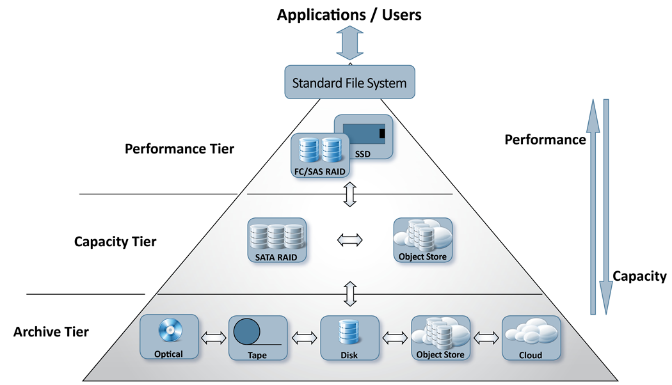 Applications / Users
Standard File System
Performance Tier
SSD
FC/SAS RAID
Performance
Capacity Tier
SATA RAID
Object Store
Capacity
Archive Tier
Optical
Tape
Disk
Object Store
Cloud